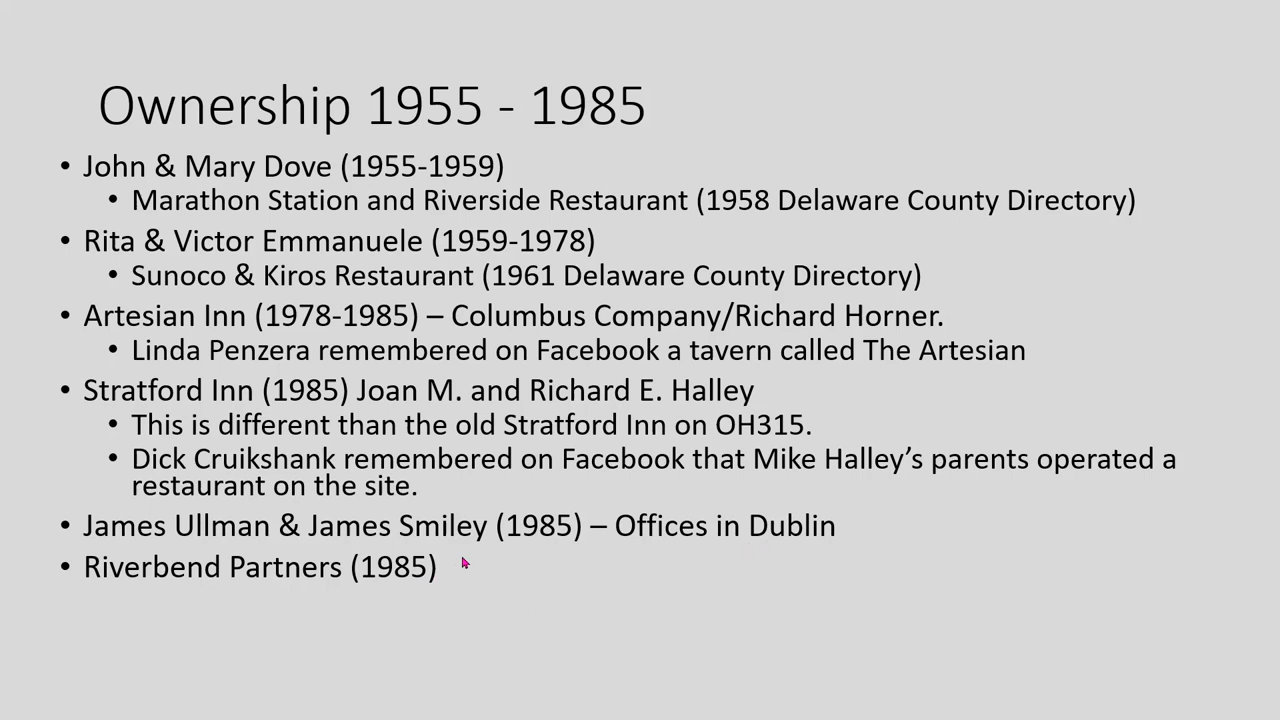 Ownership 1955 - 1985
• John & Mary Dove (1955-1959)
• Marathon Station and Riverside Restaurant (1958 Delaware County Directory)
• Rita & Victor Emmanuele (1959-1978)
• Sunoco & Kiros Restaurant (1961 Delaware County Directory)
• Artesian Inn (1978-1985) – Columbus Company/Richard Horner.
• Linda Penzera remembered on Facebook a tavern called The Artesian
• Stratford Inn (1985) Joan M. and Richard E. Halley
• This is different than the old Stratford Inn on OH315.
• Dick Cruikshank remembered on Facebook that Mike Halley’s parents operated a
restaurant on the site.
• James Ullman & James Smiley (1985) – Offices in Dublin
• Riverbend Partners (1985)